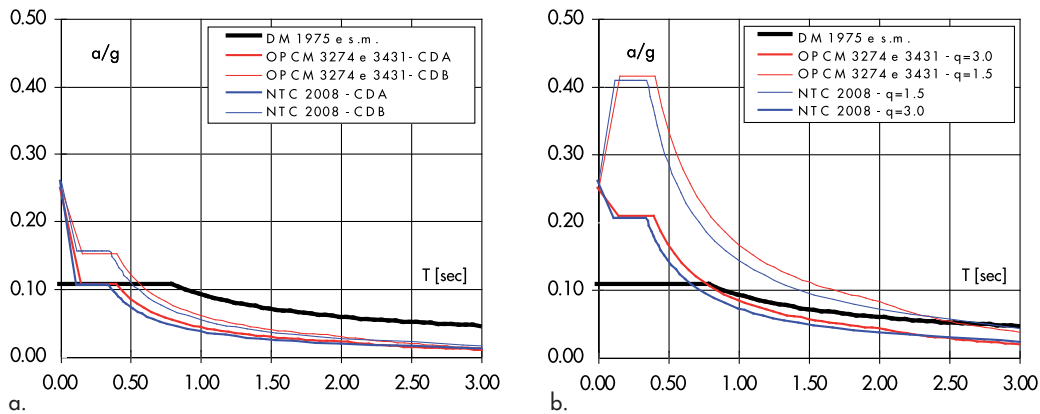 0.50
0.40
0.30
0.20
0.10
0.00
0.00 0.50 1.00 1.50 2.00 2.50 3.00
a/g
T [sec]
DM 1975 e s.m.
OPCM 3274 e 3431- CDA
OPCM 3274 e 3431- CDB
NTC 2008 - CDA
NTC 2008 - CDB
a.
0.50
0.40
0.30
0.20
0.10
0.00
0.00 0.50 1.00 1.50 2.00 2.50 3.00
a/g
T [sec]
DM 1975 e s.m.
OPCM 3274 e 3431 - q=3.0
OPCM 3274 e 3431 - q=1.5
NTC 2008 - q=1.5
NTC 2008 - q=3.0
b.